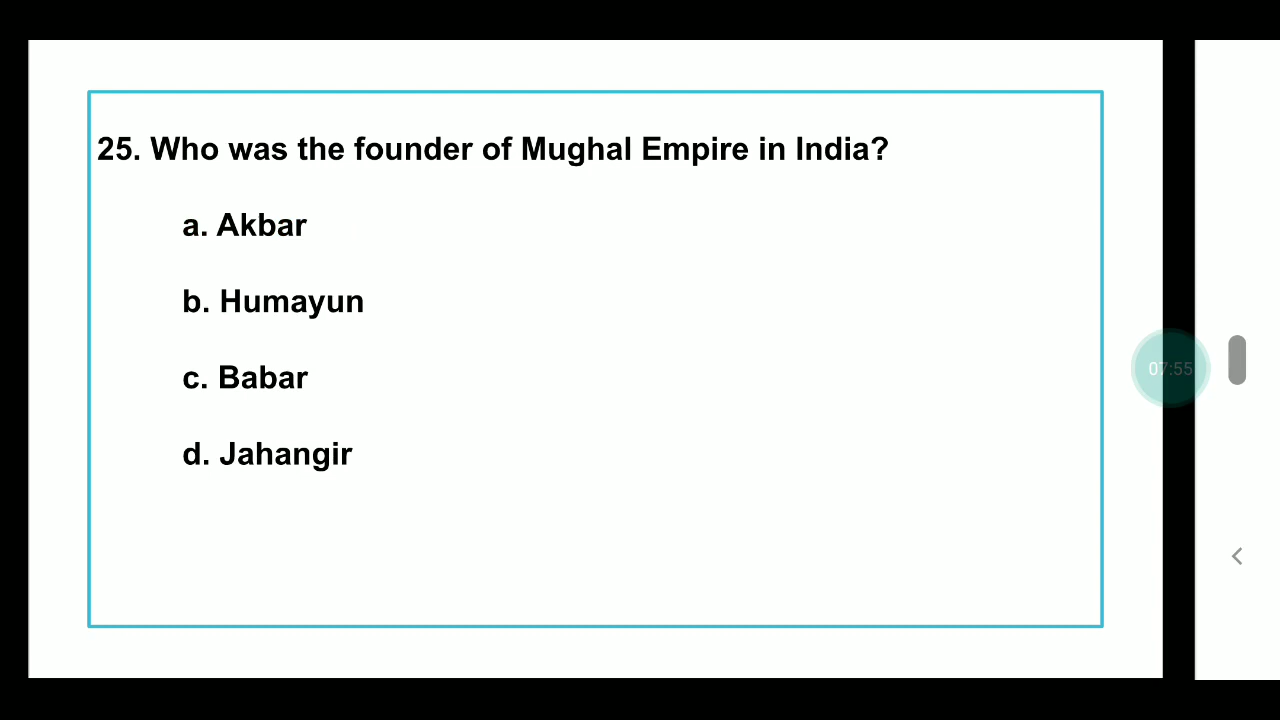 25. Who was the founder of Mughal Empire in India?
a. Akbar
b. Humayun
c. Babar
d. Jahangir
07:55